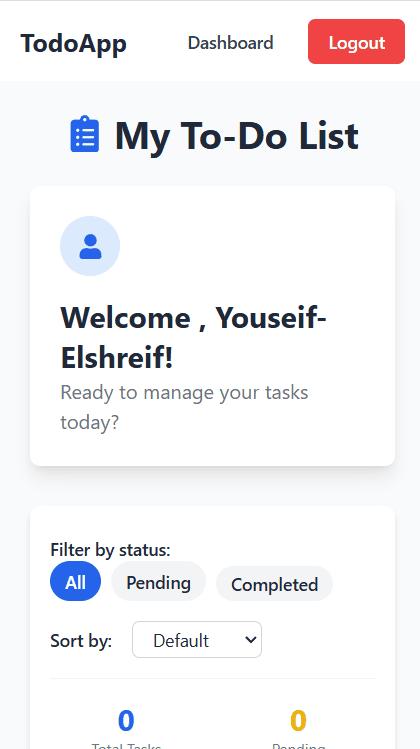 TodoApp Dashboard Logout
My To-Do List
Welcome , Youseif-
Elshreif!
Ready to manage your tasks
today?
Filter by status:
All Pending Completed
Sort by: Default
0 0
Total Tasks Pending